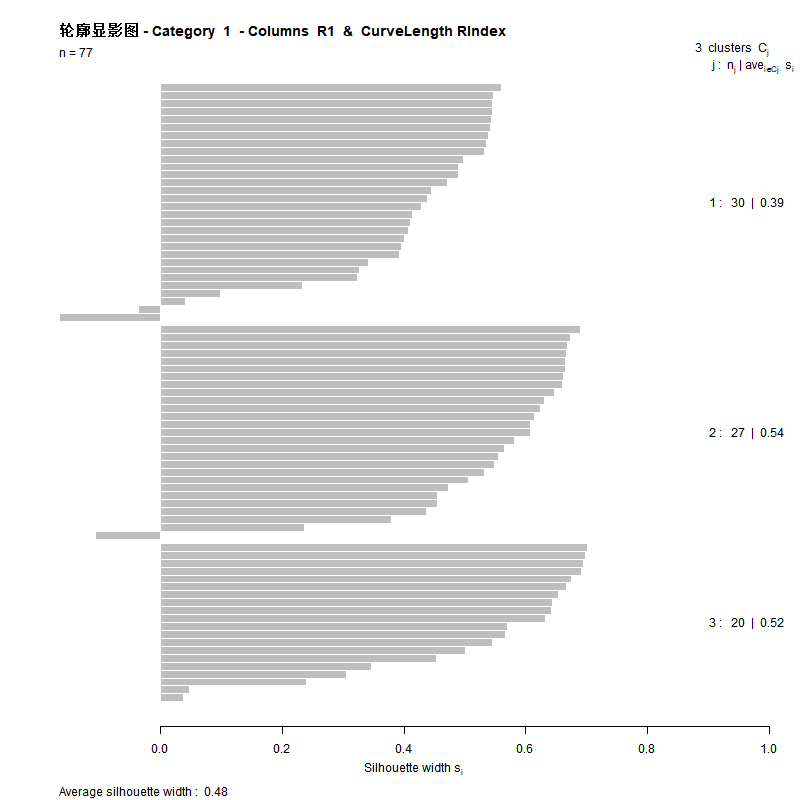 轮廓显影图 - Category 1 - Columns R1 & CurveLength RIndex
n = 77
3 clusters Cj
j : nj | avei∈Cj si
1 : 30 | 0.39
2 : 27 | 0.54
3 : 20 | 0.52
0.0 0.2 0.4 0.6 0.8 1.0
Silhouette width si
Average silhouette width : 0.48